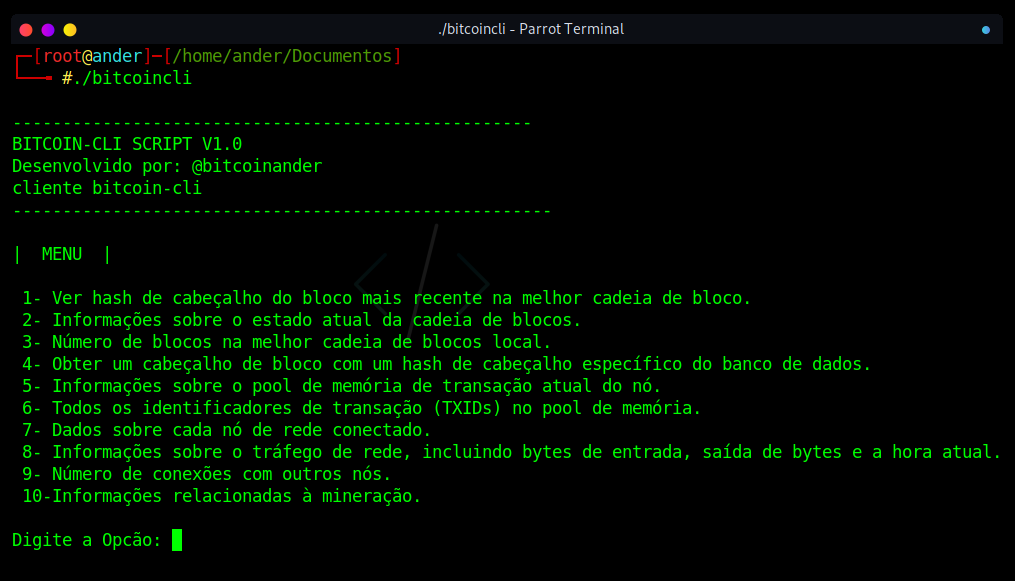 ./bitcoincli - Parrot Terminal
[root@ander]─[/home/ander/Documentos]
#./bitcoincli
----------------------------------------------------
BITCOIN-CLI SCRIPT V1.0
Desenvolvido por: @bitcoinander
cliente bitcoin-cli
------------------------------------------------------
|  MENU  |
1- Ver hash de cabeçalho do bloco mais recente na melhor cadeia de bloco.
2- Informações sobre o estado atual da cadeia de blocos.
3- Número de blocos na melhor cadeia de blocos local.
4- Obter um cabeçalho de bloco com um hash de cabeçalho específico do banco de dados.
5- Informações sobre o pool de memória de transação atual do nó.
6- Todos os identificadores de transação (TXIDs) no pool de memória.
7- Dados sobre cada nó de rede conectado.
8- Informações sobre o tráfego de rede, incluindo bytes de entrada, saída de bytes e a hora atual.
9- Número de conexões com outros nós.
10-Informações relacionadas à mineração.
Digite a Opcão: